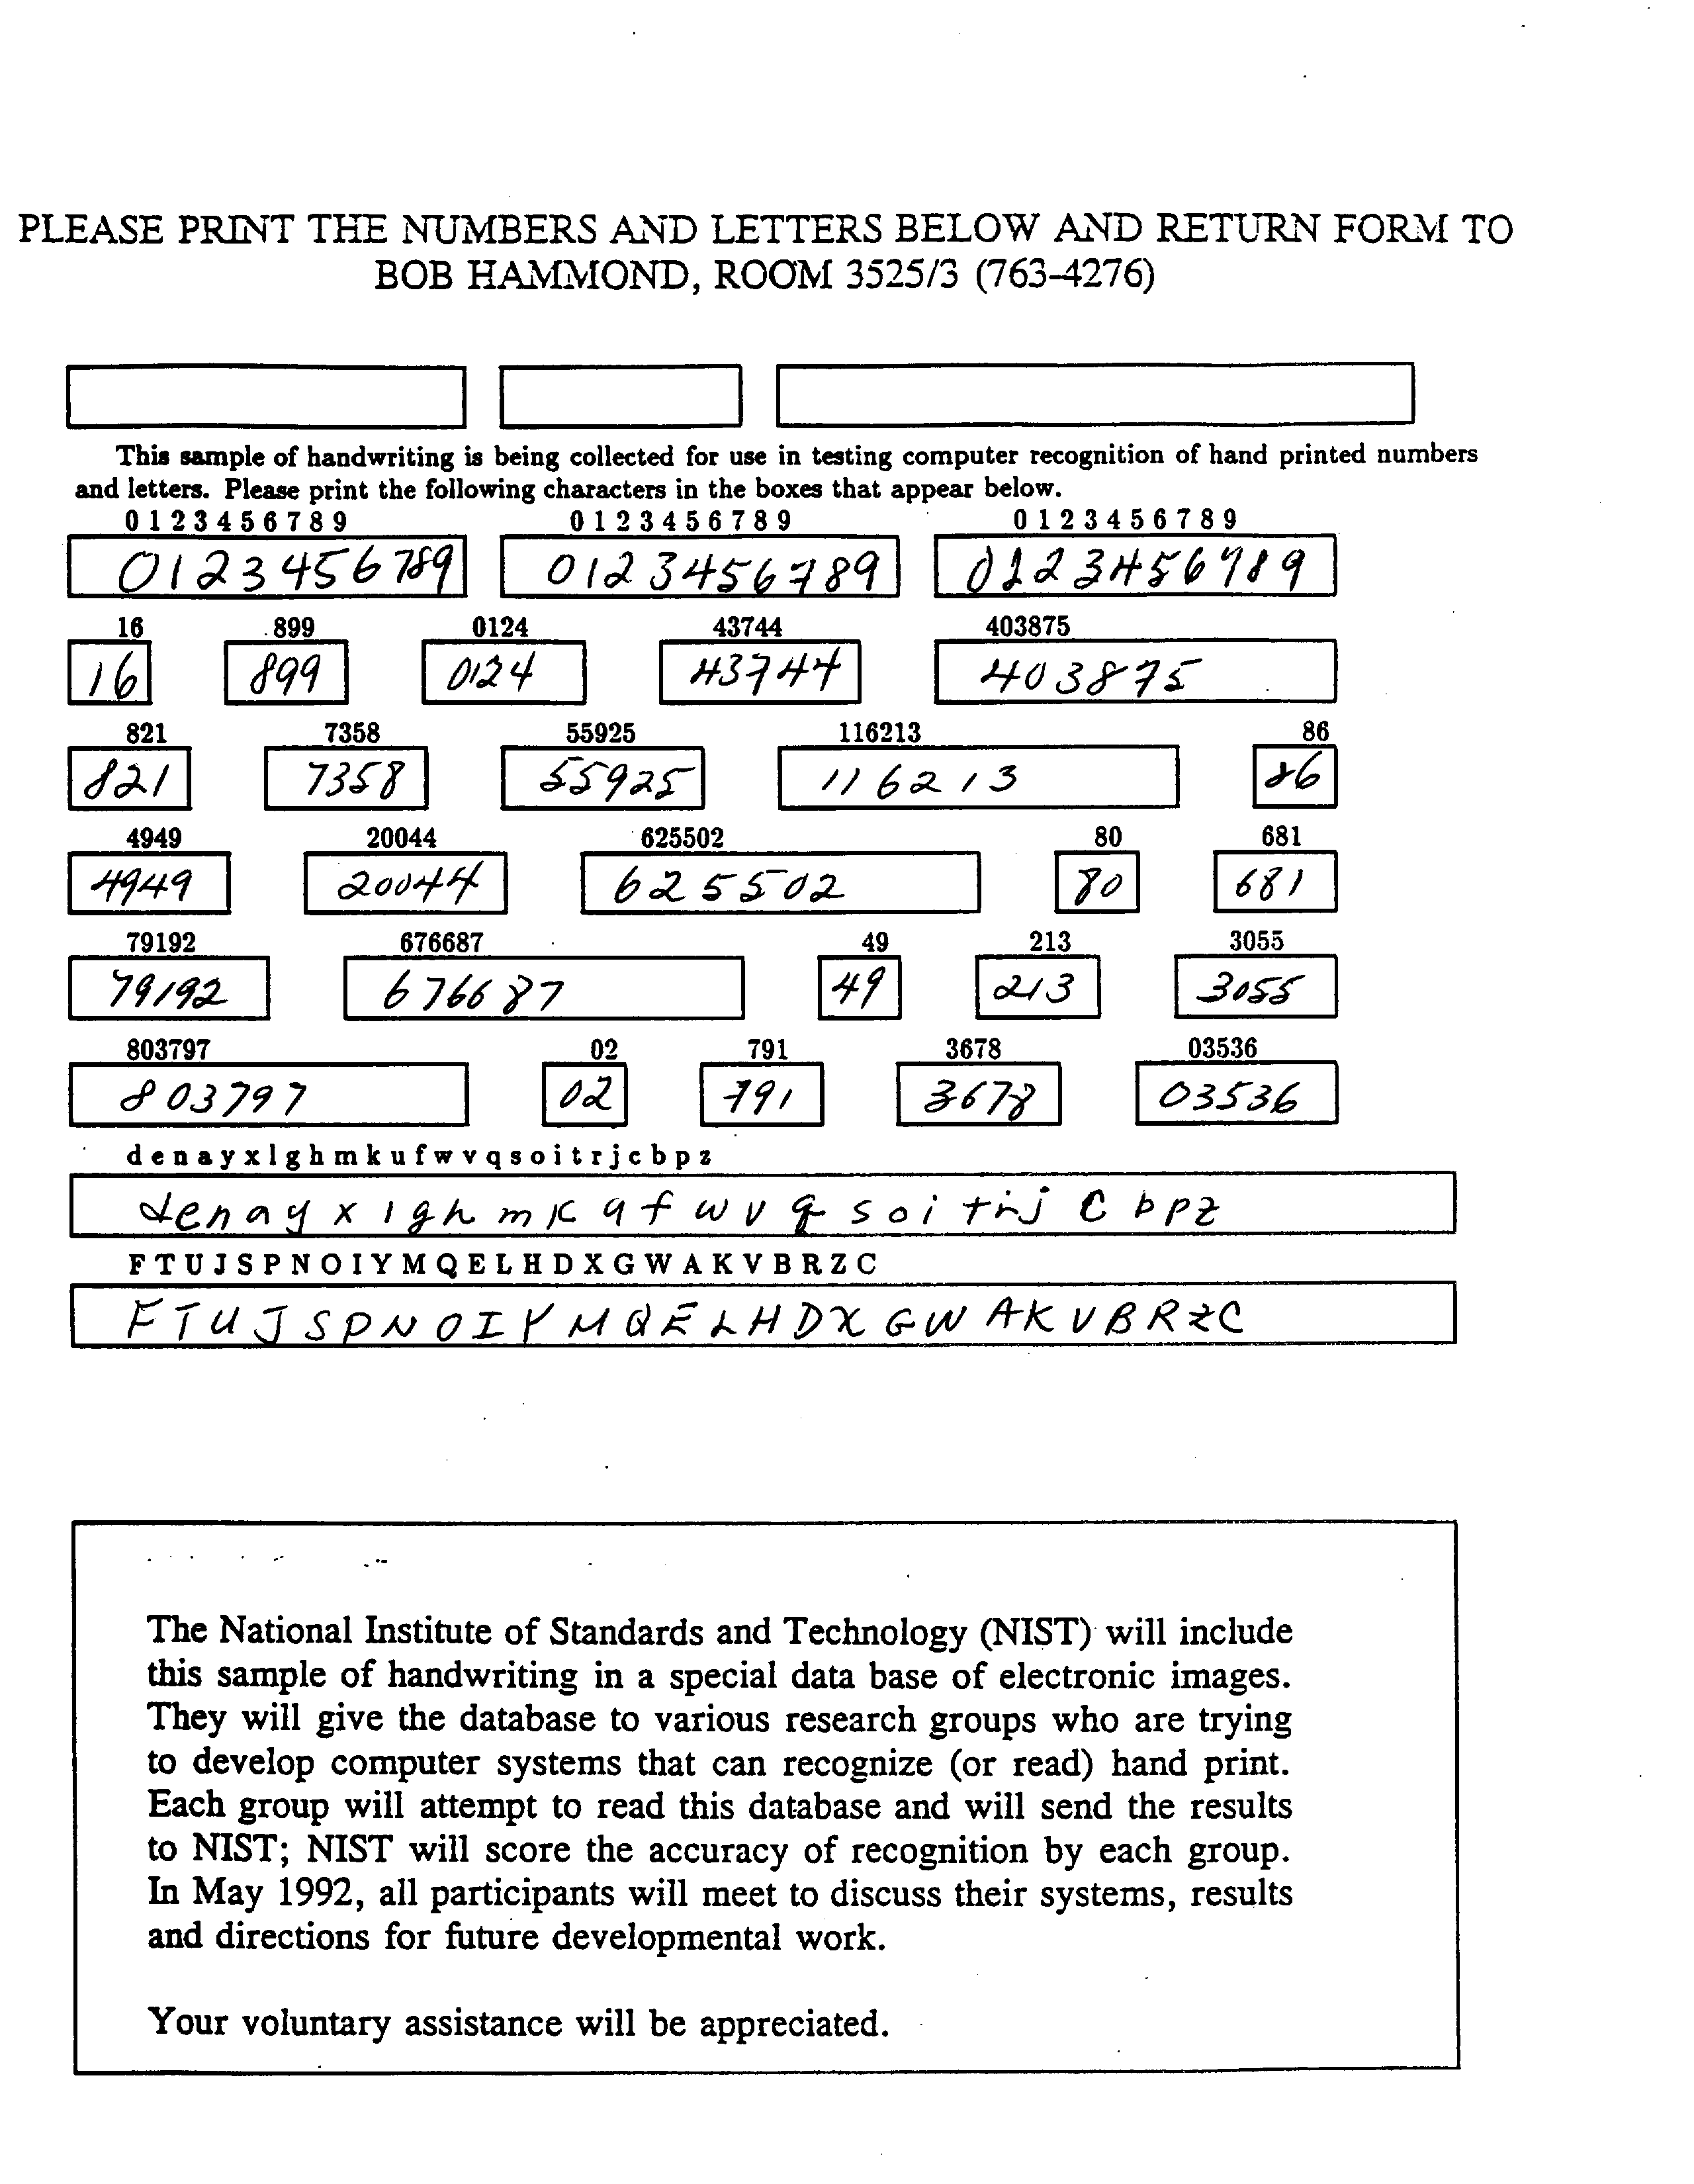 PLEASE PRINT THE NUMBERS AND LETTERS BELOW AND RETURN FORM TO
BOB HAMMOND, ROOM 3525/3 (763-4276)
This sample of handwriting is being collected for use in testing computer recognition of hand printed numbers
and letters. Please print the following characters in the boxes that appear below.
0 1 2 3 4 5 6 7 8 9 0 1 2 3 4 5 6 7 8 9 0 1 2 3 4 5 6 7 8 9
0123456789 0123456789 0123456789
16 899 0124 43744 403875
16 899 0124 43744 403875
821 7358 55925 116213 86
821 7358 55925 116213 86
4949 20044 625502 80 681
4949 20044 625502 80 681
79192 676687 49 213 3055
79192 676687 49 213 3055
803797 02 791 3678 03536
803797 02 791 3678 03536
d e n a y x l g h m k u f w v q s o i t r j c b p z
d e n a y x l g h m k q f w v q s o i t r j c b p z
F T U J S P N O I Y M Q E L H D X G W A K V B R Z C
F T U J S P N O I Y M Q E L H D X G W A K V B R Z C
The National Institute of Standards and Technology (NIST) will include
this sample of handwriting in a special data base of electronic images.
They will give the database to various research groups who are trying
to develop computer systems that can recognize (or read) hand print.
Each group will attempt to read this database and will send the results
to NIST; NIST will score the accuracy of recognition by each group.
In May 1992, all participants will meet to discuss their systems, results
and directions for future developmental work.
Your voluntary assistance will be appreciated.